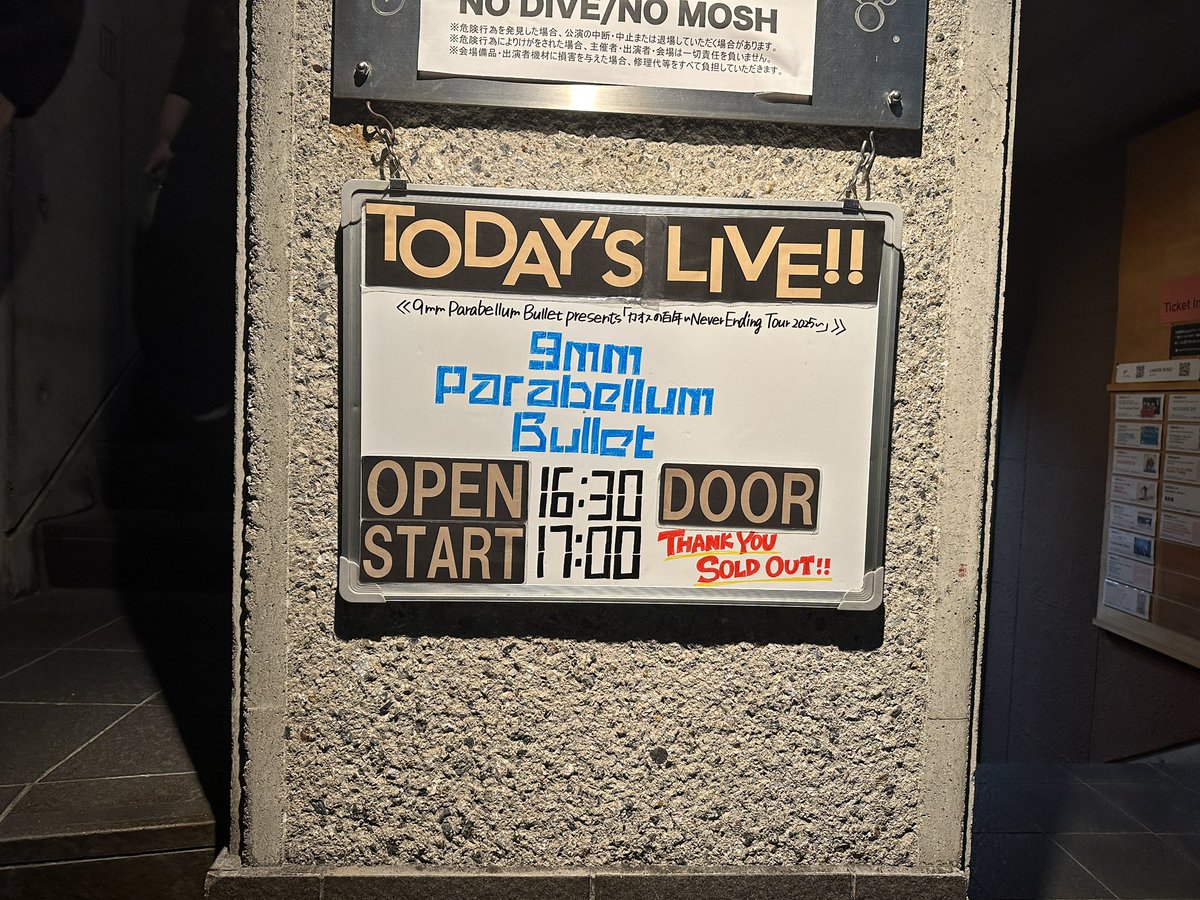 NO DIVE/NO MOSH
※危険行為を発見した場合、公演の中断・中止または退場していただく場合があります。
※危険行為によりけがをされた場合、主催者・出演者・会場は一切責任を負いません。
※会場備品・出演者機材に損害を与えた場合、修理代等をすべて負担していただきます。
TODAY'S LIVE!!
≪9mm Parabellum Bullet presents「カオスの百年〜Never Ending Tour 2025〜」≫
9mm
Parabellum
Bullet
OPEN 16:30 DOOR
START 17:00 THANK YOU
SOLD OUT!!
Ticket In